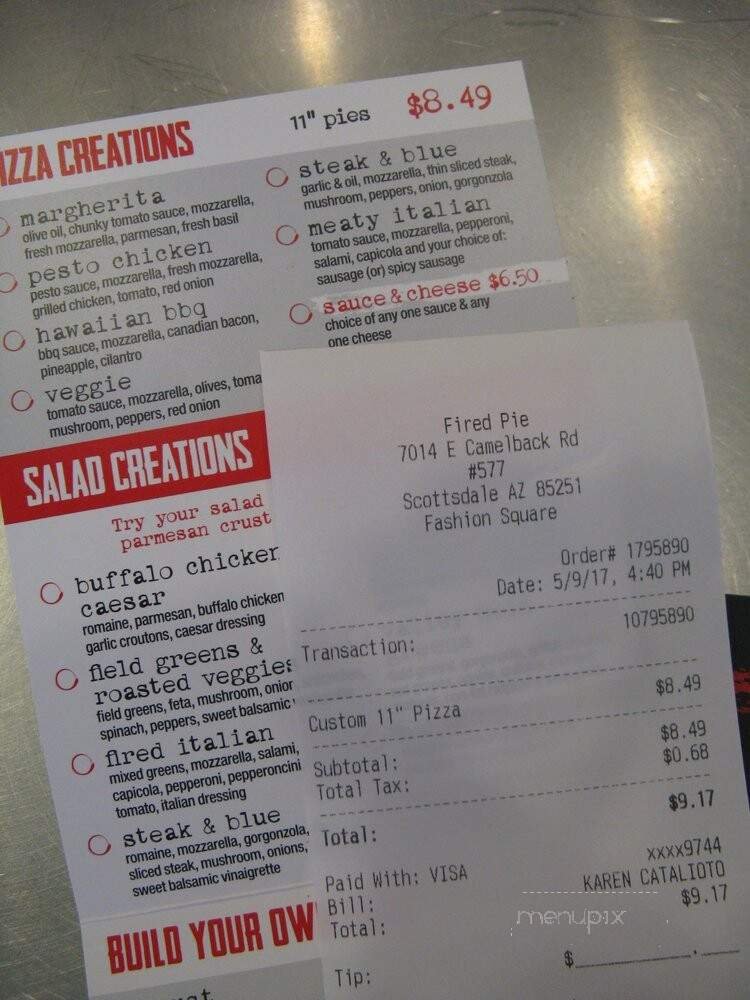 IZZA CREATIONS
11" pies $8.49
margherita
olive oil, chunky tomato sauce, mozzarella,
fresh mozzarella, parmesan, fresh basil
pesto chicken
pesto sauce, mozzarella, fresh mozzarella,
grilled chicken, tomato, red onion
hawaiian bbq
bbq sauce, mozzarella, canadian bacon,
pineapple, cilantro
veggie
tomato sauce, mozzarella, olives, toma
mushroom, peppers, red onion
steak & blue
garlic & oil, mozzarella, thin sliced steak,
mushroom, peppers, onion, gorgonzola
meaty italian
tomato sauce, mozzarella, pepperoni,
salami, capicola and your choice of:
sausage (or) spicy sausage
sauce & cheese $6.50
choice of any one sauce & any
one cheese
SALAD CREATIONS
Try your salad
parmesan crust
buffalo chicken
caesar
romaine, parmesan, buffalo chicken
garlic croutons, caesar dressing
field greens &
roasted veggies
field greens, feta, mushroom, onion
spinach, peppers, sweet balsamic
fired italian
mixed greens, mozzarella, salami,
capicola, pepperoni, pepperoncini
tomato, italian dressing
steak & blue
romaine, mozzarella, gorgonzola,
sliced steak, mushroom, onions,
sweet balsamic vinaigrette
BUILD YOUR OW
Fired Pie
7014 E Camelback Rd
#577
Scottsdale AZ 85251
Fashion Square
Order# 1795890
Date: 5/9/17, 4:40 PM
Transaction: 10795890
Custom 11" Pizza $8.49
Subtotal: $8.49
Total Tax: $0.68
Total: $9.17
Paid With: VISA xxxx9744
Bill: KAREN CATALIOTO
Total: $9.17
Tip: $
menupix